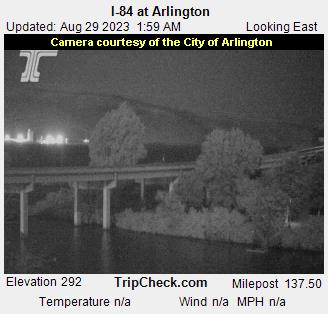 I-84 at Arlington
Updated: Aug 29 2023 1:59 AM Looking East
Camera courtesy of the City of Arlington
Elevation 292 TripCheck.com Milepost 137.50
Temperature n/a Wind n/a MPH n/a